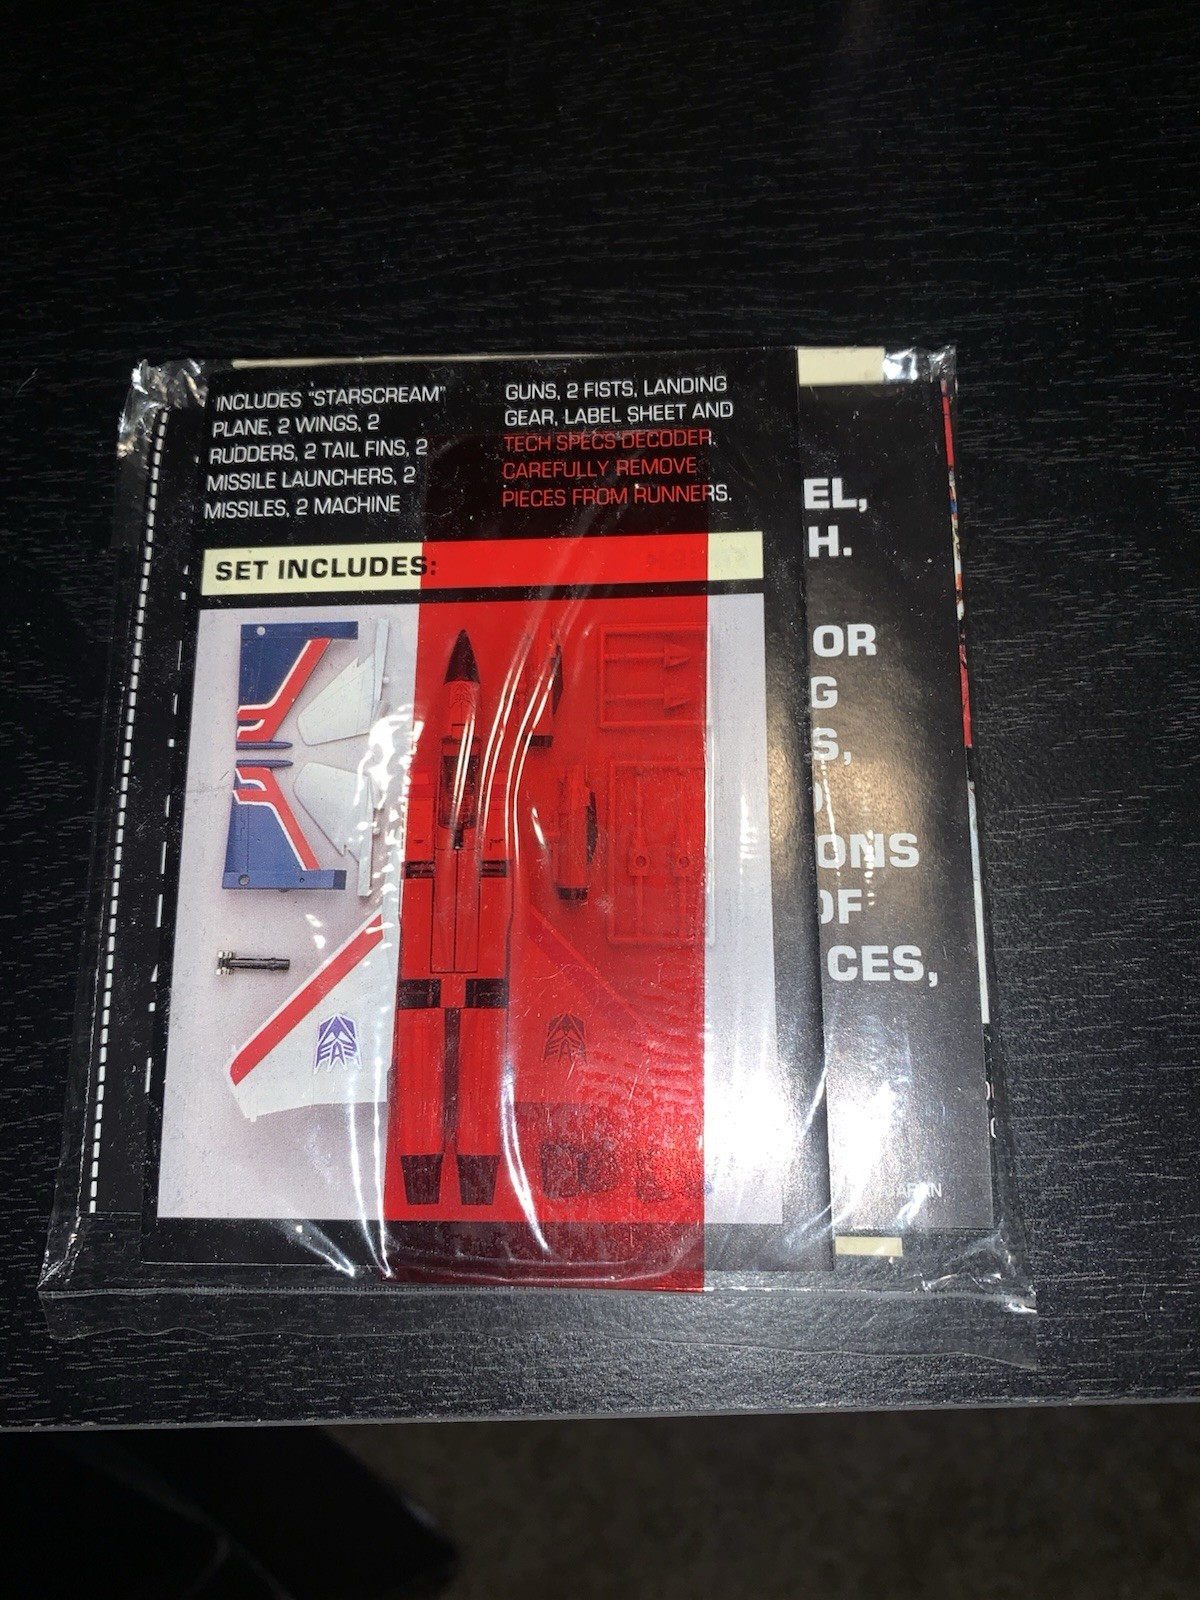 INCLUDES "STARSCREAM"
PLANE, 2 WINGS, 2
RUDDERS, 2 TAIL FINS, 2
MISSILE LAUNCHERS, 2
MISSILES, 2 MACHINE
GUNS, 2 FISTS, LANDING
GEAR, LABEL SHEET AND
TECH SPECS DECODER.
CAREFULLY REMOVE
PIECES FROM RUNNERS.
SET INCLUDES:
EL,
H.
OR
G
S,
ONS
OF
CES,
JAPAN